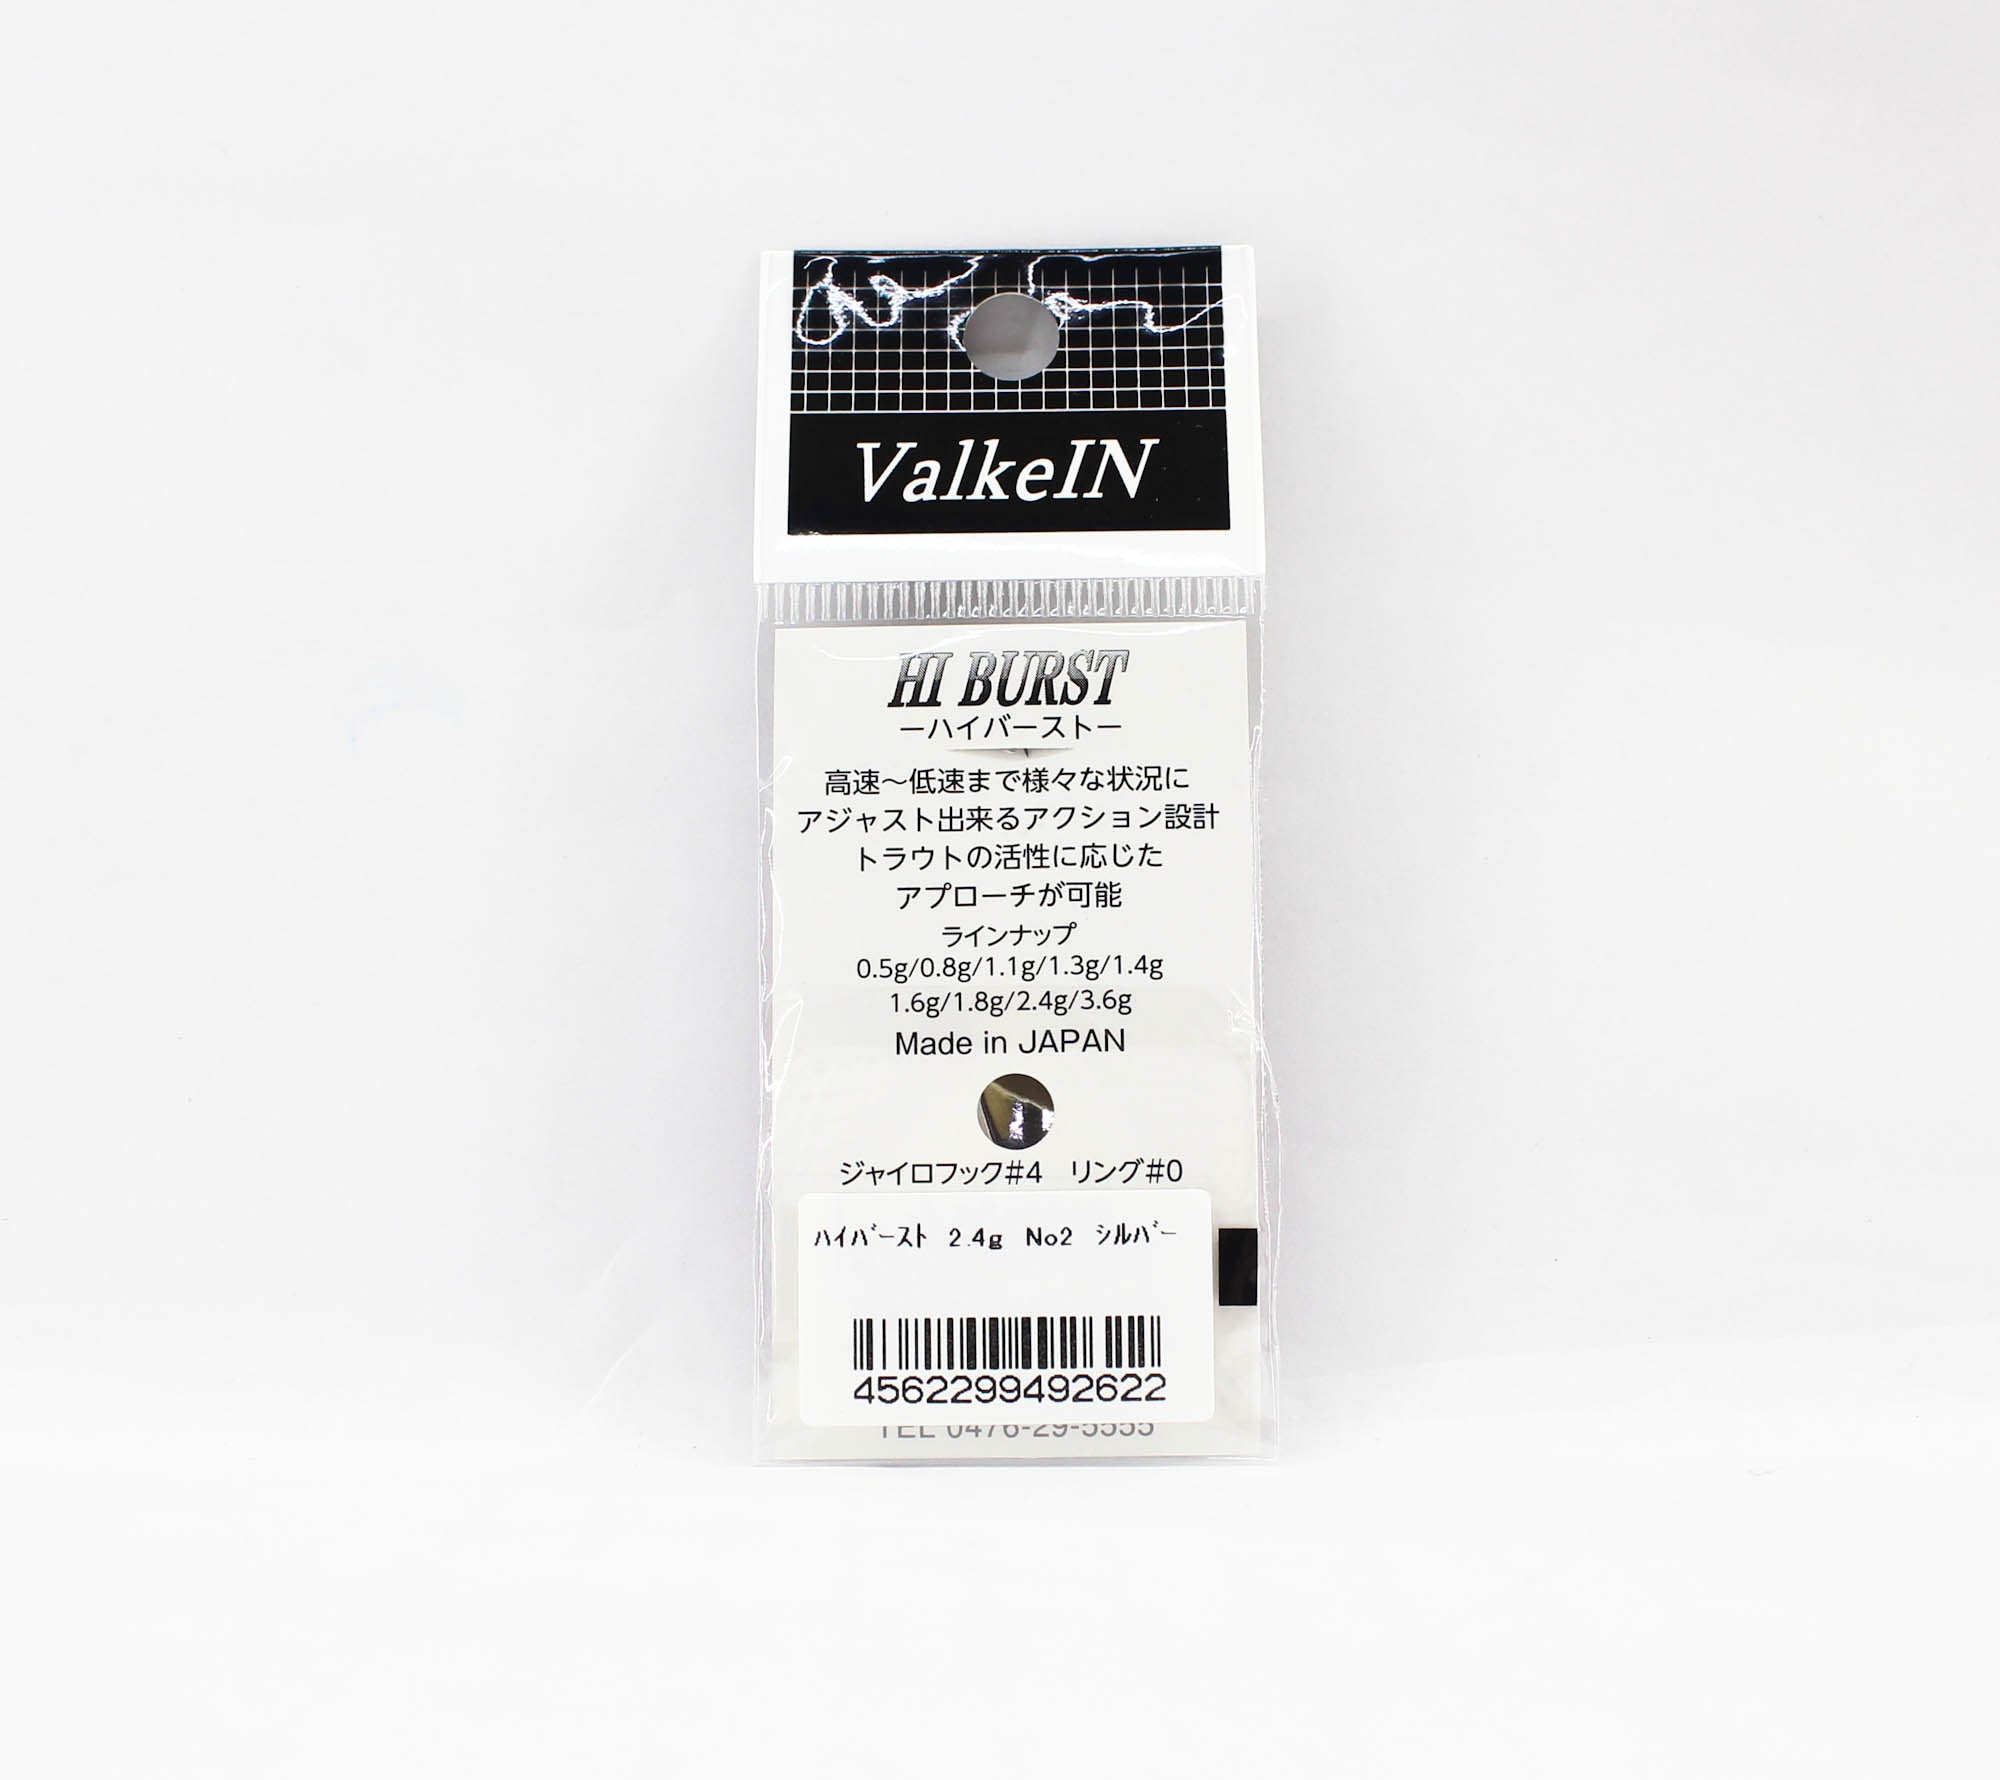 ValkeIN
HI BURST
ーハイバーストー
高速～低速まで様々な状況に
アジャスト出来るアクション設計
トラウトの活性に応じた
アプローチが可能
ラインナップ
0.5g/0.8g/1.1g/1.3g/1.4g
1.6g/1.8g/2.4g/3.6g
Made in JAPAN
ジャイロフック#4　リング#0
ﾊｲﾊﾞｰｽﾄ 2.4g No2 ｼﾙﾊﾞｰ
4562299492622
TEL 0476-29-5555